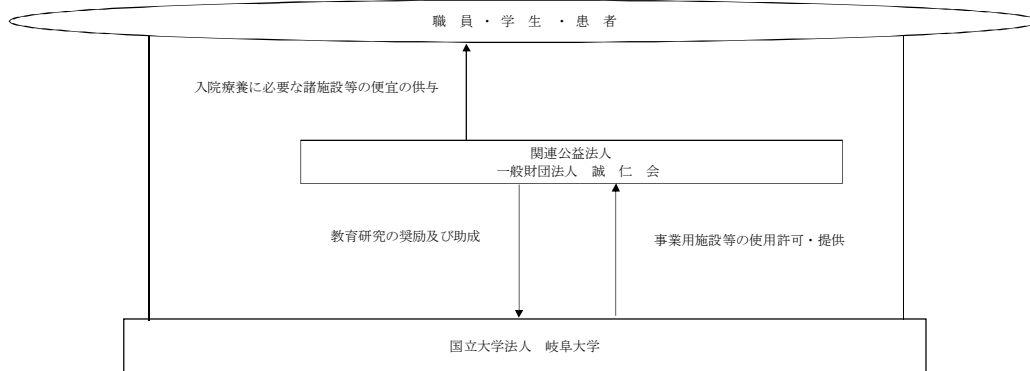 職 員 ・ 学 生 ・ 患 者
入院療養に必要な諸施設等の便宜の供与
関連公益法人
一般財団法人 誠 仁 会
教育研究の奨励及び助成
事業用施設等の使用許可・提供
国立大学法人 岐阜大学